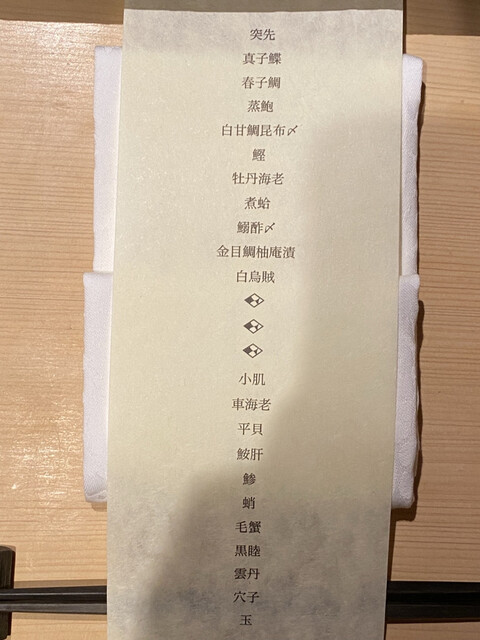 突先
真子鰈
春子鯛
蒸鮑
白甘鯛昆布〆
鰹
牡丹海老
煮蛤
鰯酢〆
金目鯛柚庵漬
白烏賊
小肌
車海老
平貝
鮟肝
鯵
蛸
毛蟹
黒睦
雲丹
穴子
玉